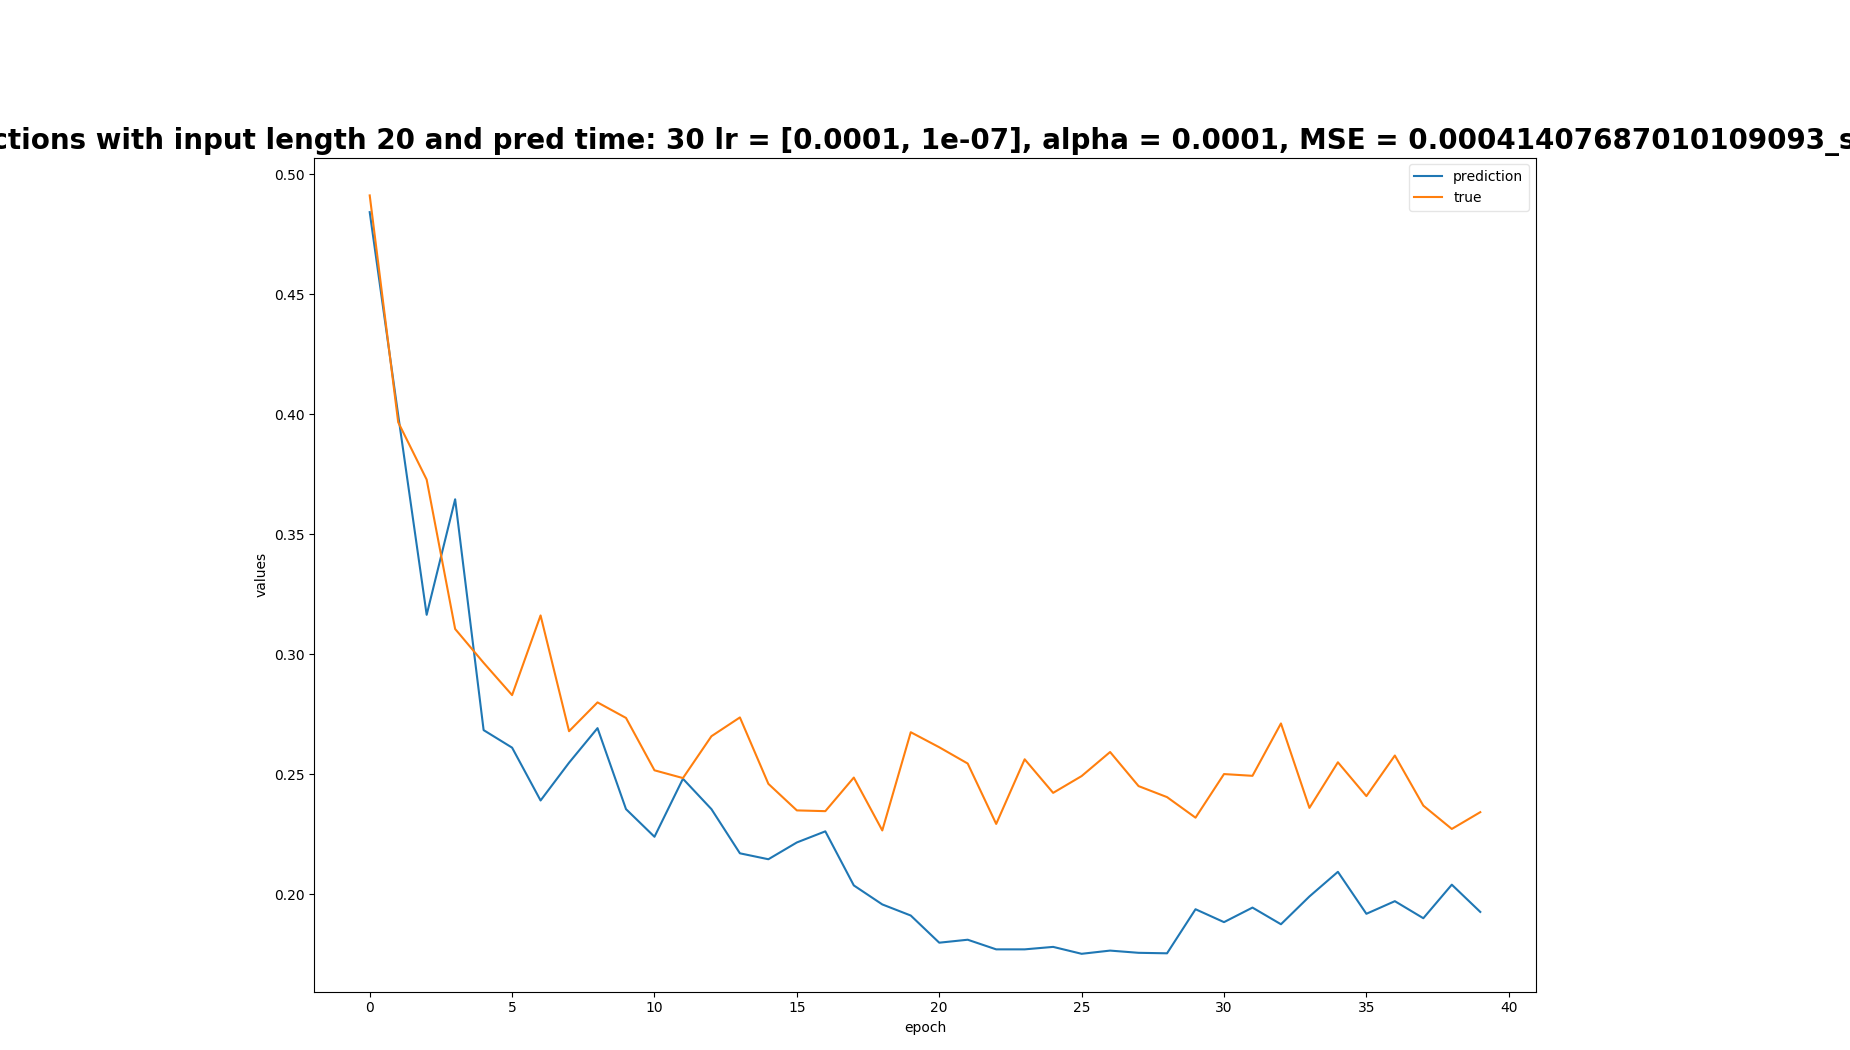 ctions with input length 20 and pred time: 30 lr = [0.0001, 1e-07], alpha = 0.0001, MSE = 0.00041407687010109093_s
prediction
true
0.50
0.45
0.40
0.35
0.30
0.25
0.20
values
0 5 10 15 20 25 30 35 40
epoch